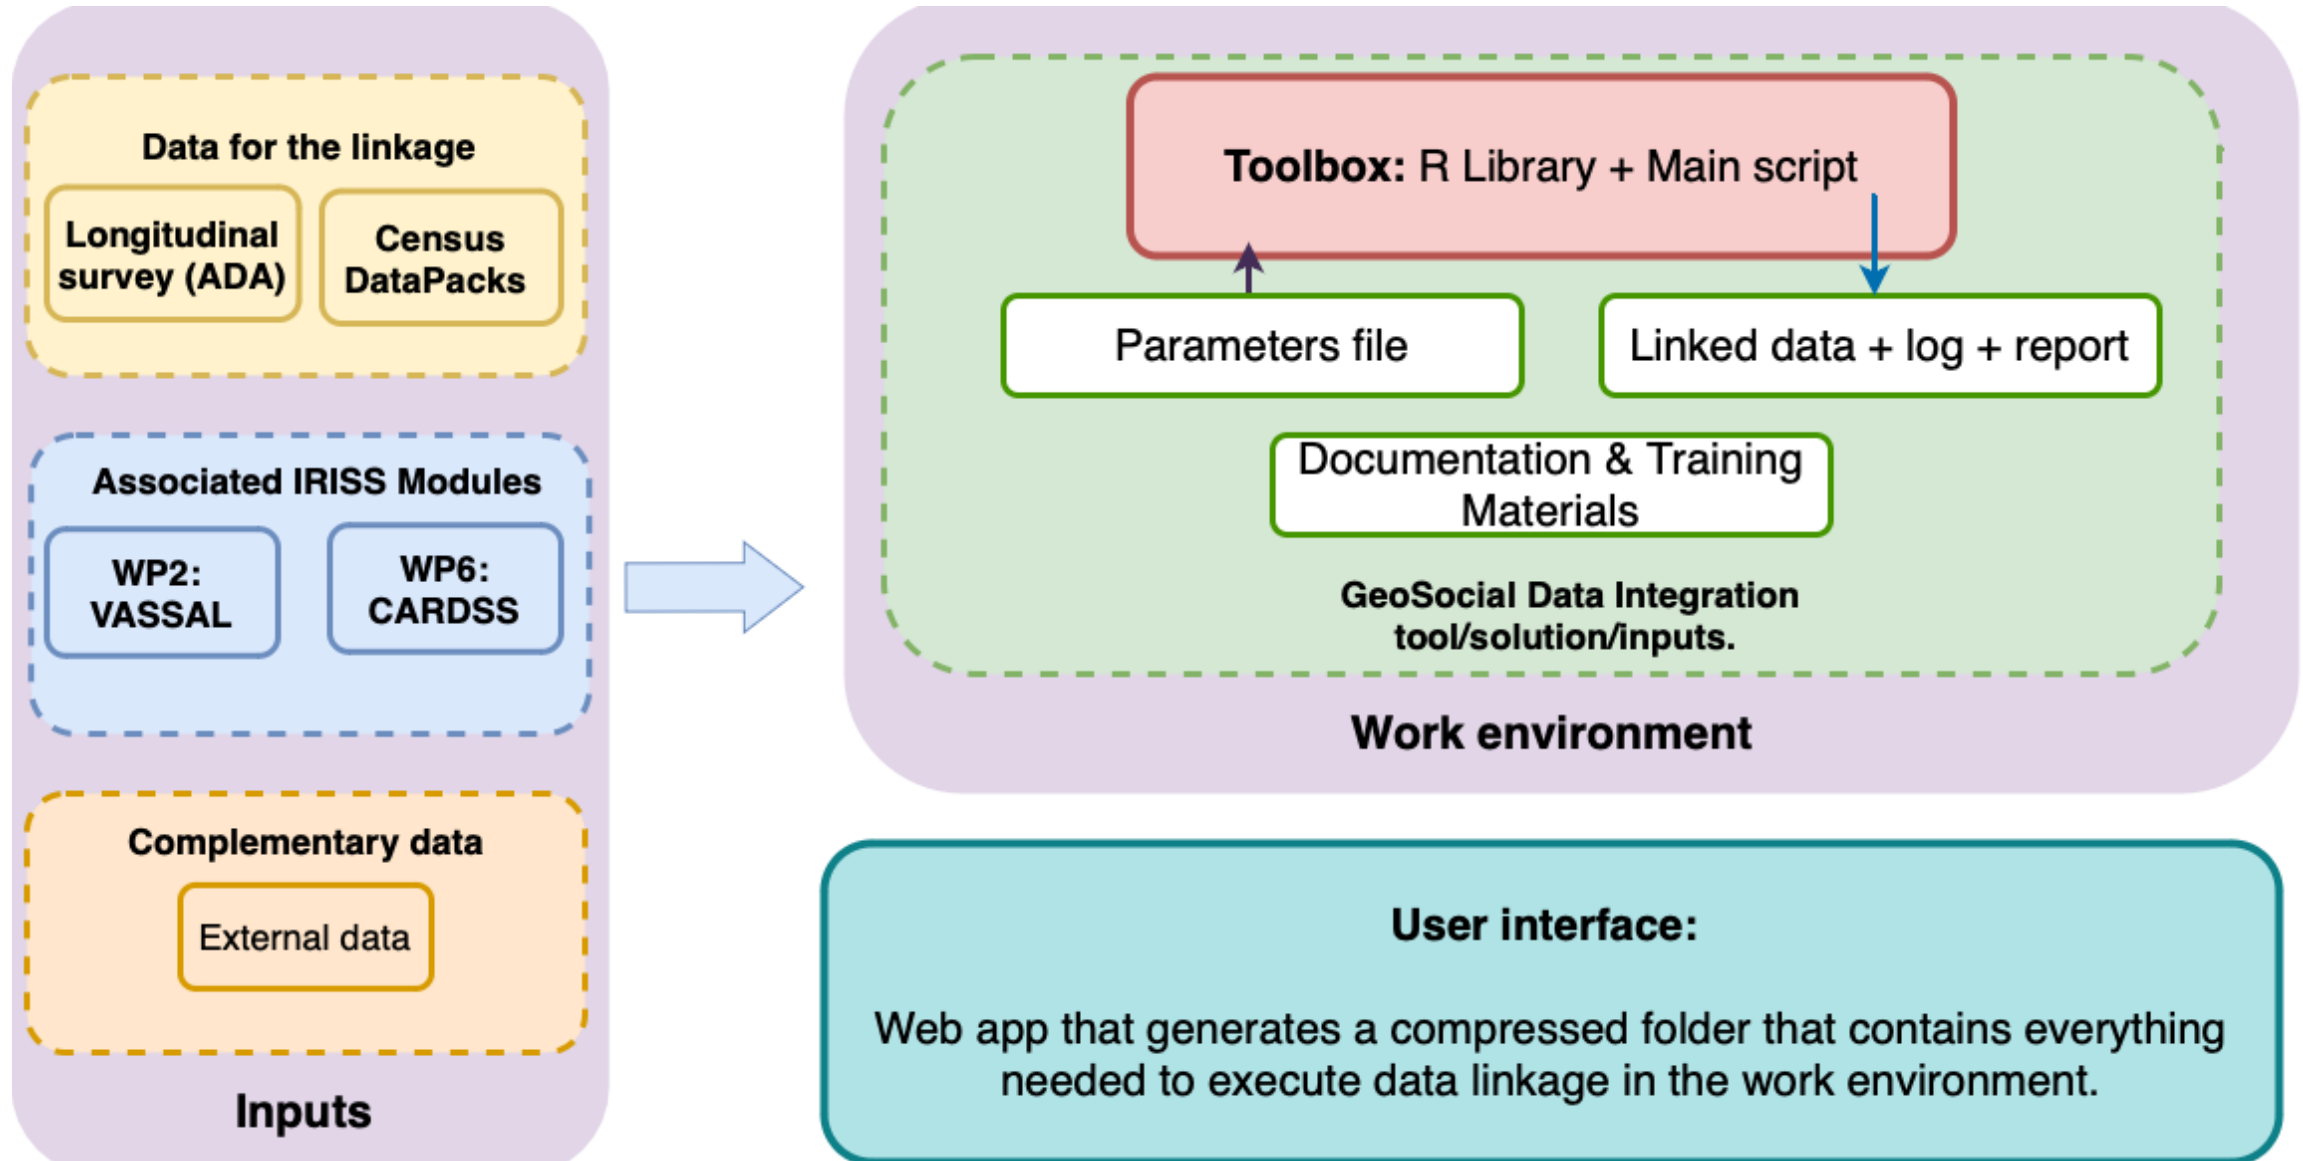 Data for the linkage
Longitudinal
survey (ADA)
Census
DataPacks
Associated IRISS Modules
WP2:
VASSAL
WP6:
CARDSS
Complementary data
External data
Inputs
Toolbox: R Library + Main script
Parameters file
Linked data + log + report
Documentation & Training
Materials
GeoSocial Data Integration
tool/solution/inputs.
Work environment
User interface:
Web app that generates a compressed folder that contains everything
needed to execute data linkage in the work environment.